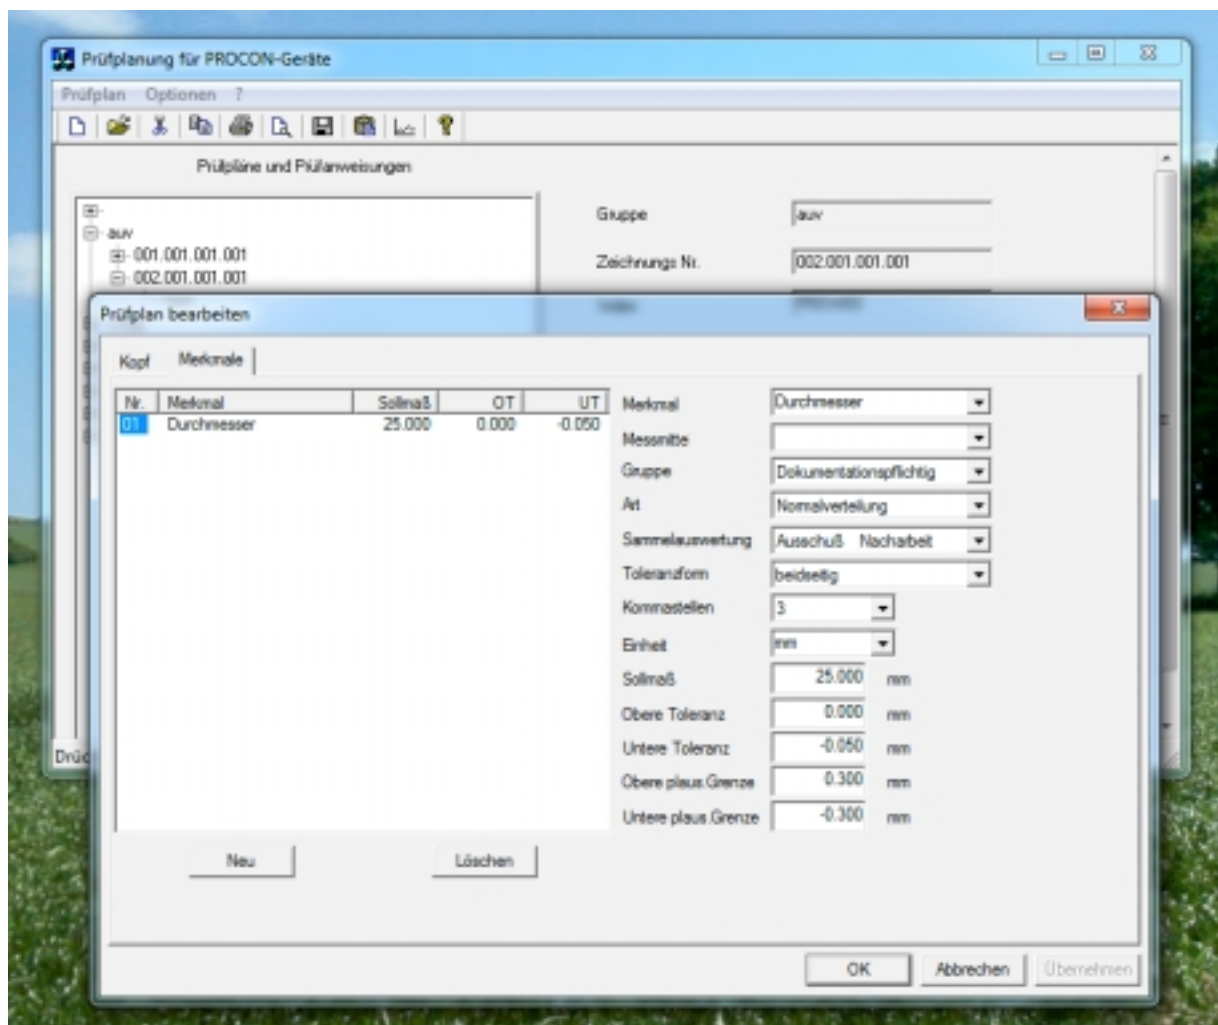 Prüfplanung für PROCON-Geräte
Prüfplan Optionen ?
Prüfpläne und Prüfanweisungen
auv
001.001.001.001
002.001.001.001
Gruppe auv
Zeichnungs Nr. 002.001.001.001
Prüfplan bearbeiten
Kopf Merkmale
Nr. Merkmal Sollmaß OT UT
01 Durchmesser 25.000 0.000 -0.050
Merkmal Durchmesser
Messmittel
Gruppe Dokumentationspflichtig
Art Normalverteilung
Sammelauswertung Ausschuß Nacharbeit
Toleranzform beidseitig
Kommastellen 3
Einheit mm
Sollmaß 25.000 mm
Obere Toleranz 0.000 mm
Untere Toleranz -0.050 mm
Obere plaus.Grenze 0.300 mm
Untere plaus.Grenze -0.300 mm
Drüc
Neu Löschen
OK Abbrechen Übernehmen